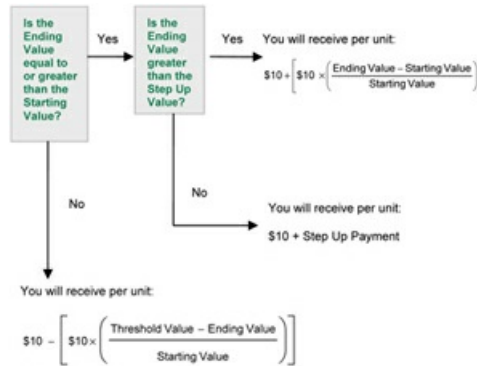 Is the
Ending
Value
equal to
or greater
than the
Starting
Value?
Yes
Is the
Ending
Value
greater
than the
Step Up
Value?
Yes
You will receive per unit:
$10 + [$10 × (Ending Value – Starting Value
Starting Value)
No
No
You will receive per unit:
$10 + Step Up Payment
You will receive per unit:
$10 – [$10 × (Threshold Value – Ending Value
Starting Value)]